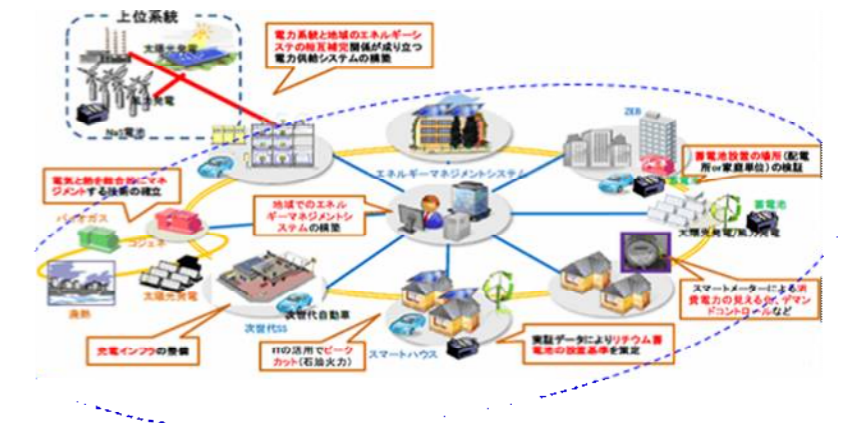 上位系統
太陽光発電
風力発電
NaS電池
電力系統と地域のエネルギーシ
ステの相互補完関係が成り立つ
電力供給システムの構築
ZEB
エネルギーマネジメントシステム
蓄電池設置の場所(配電
所or家庭単位)の検証
電気と熱を総合的にマネ
ジメントする技術の確立
地域でのエネル
ギーマネジメントシ
ステムの構築
バイオガス
コジェネ
蓄電池
太陽光発電/風力発電
廃熱
太陽光発電
スマートメーターによる消
費電力の見える化、デマン
ドコントロールなど
次世代自動車
次世代SS
充電インフラの整備
ITの活用でピーク
カット(石油火力)
スマートハウス
実証データによりリチウム蓄
電池の設置基準を策定